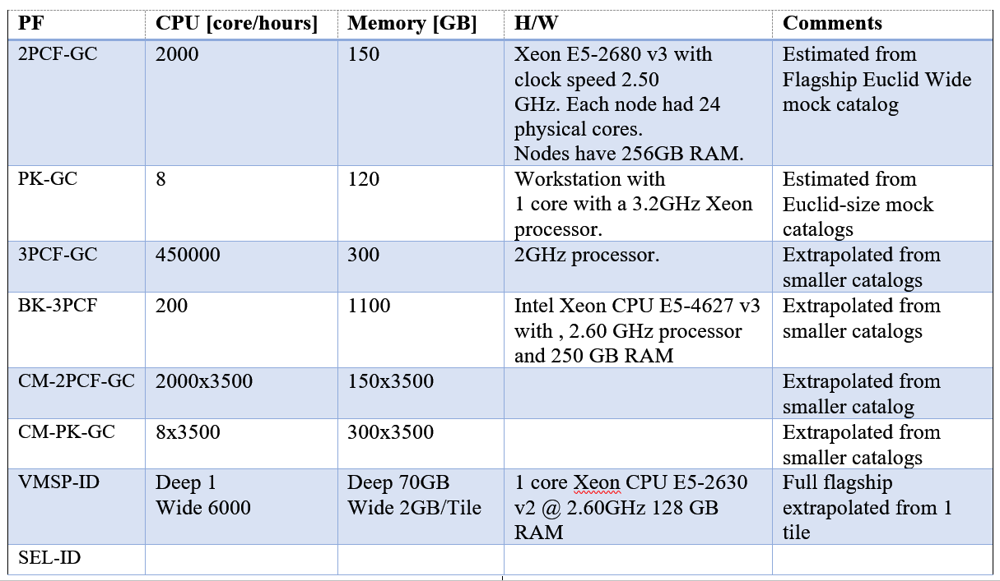 PF CPU [core/hours] Memory [GB] H/W Comments
2PCF-GC 2000 150 Xeon E5-2680 v3 with Estimated from
clock speed 2.50 Flagship Euclid Wide
GHz. Each node had 24 mock catalog
physical cores.
Nodes have 256GB RAM.
PK-GC 8 120 Workstation with Estimated from
1 core with a 3.2GHz Xeon Euclid-size mock
processor. catalogs
3PCF-GC 450000 300 2GHz processor. Extrapolated from
smaller catalogs
BK-3PCF 200 1100 Intel Xeon CPU E5-4627 v3 Extrapolated from
with , 2.60 GHz processor smaller catalogs
and 250 GB RAM
CM-2PCF-GC 2000x3500 150x3500 Extrapolated from
smaller catalog
CM-PK-GC 8x3500 300x3500 Extrapolated from
smaller catalogs
VMSP-ID Deep 1 Deep 70GB 1 core Xeon CPU E5-2630 Full flagship
Wide 6000 Wide 2GB/Tile v2 @ 2.60GHz 128 GB extrapolated from 1
RAM tile
SEL-ID